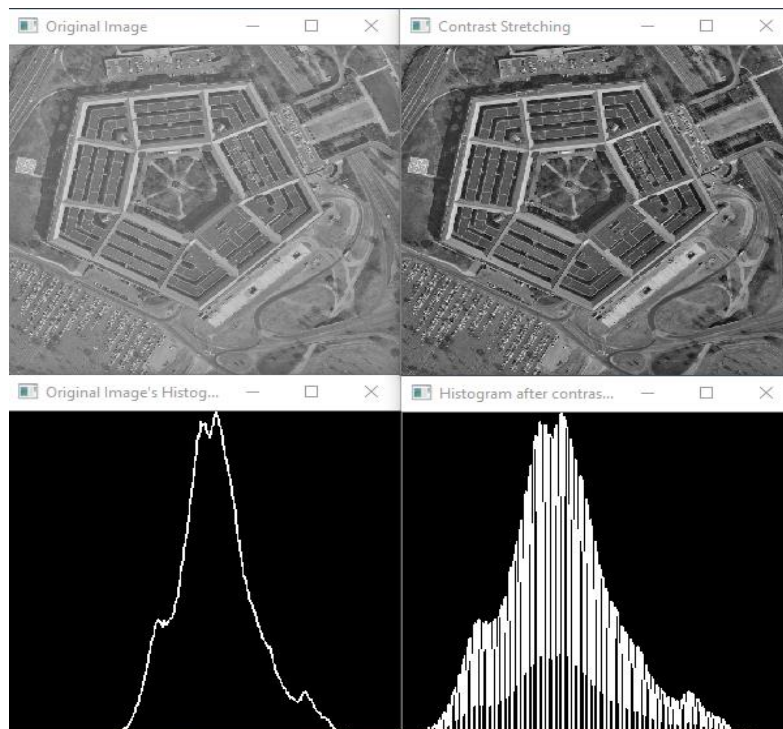 Original Image
Contrast Stretching
Original Image's Histog...
Histogram after contras...